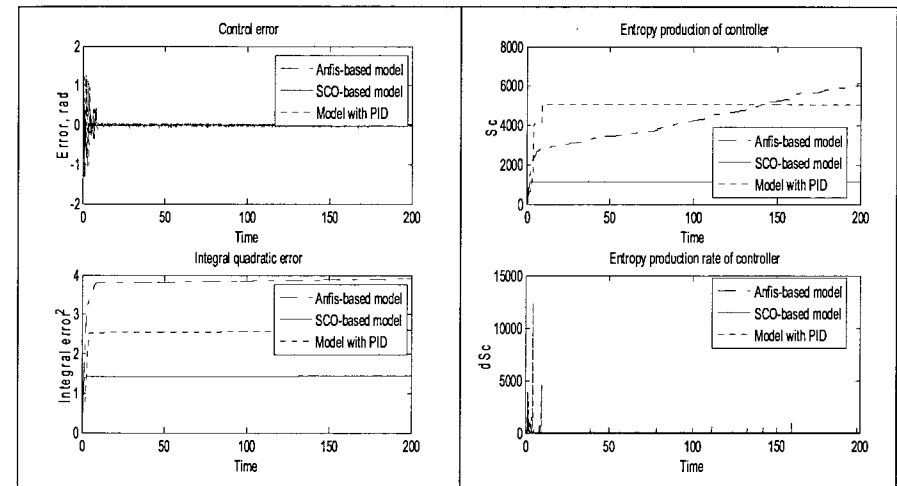 Control error
2
1
0
-1
-2
Error, rad
Anfis-based model
SCO-based model
Model with PID
0 50 100 150 200
Time
Integral quadratic error
4
3
2
1
0
Integral error²
Anfis-based model
SCO-based model
Model with PID
0 50 100 150 200
Time
Entropy production of controller
8000
6000
4000
2000
0
Sc
Anfis-based model
SCO-based model
Model with PID
0 50 100 150 200
Time
Entropy production rate of controller
15000
10000
5000
0
dSc
Anfis-based model
SCO-based model
Model with PID
0 50 100 150 200
Time